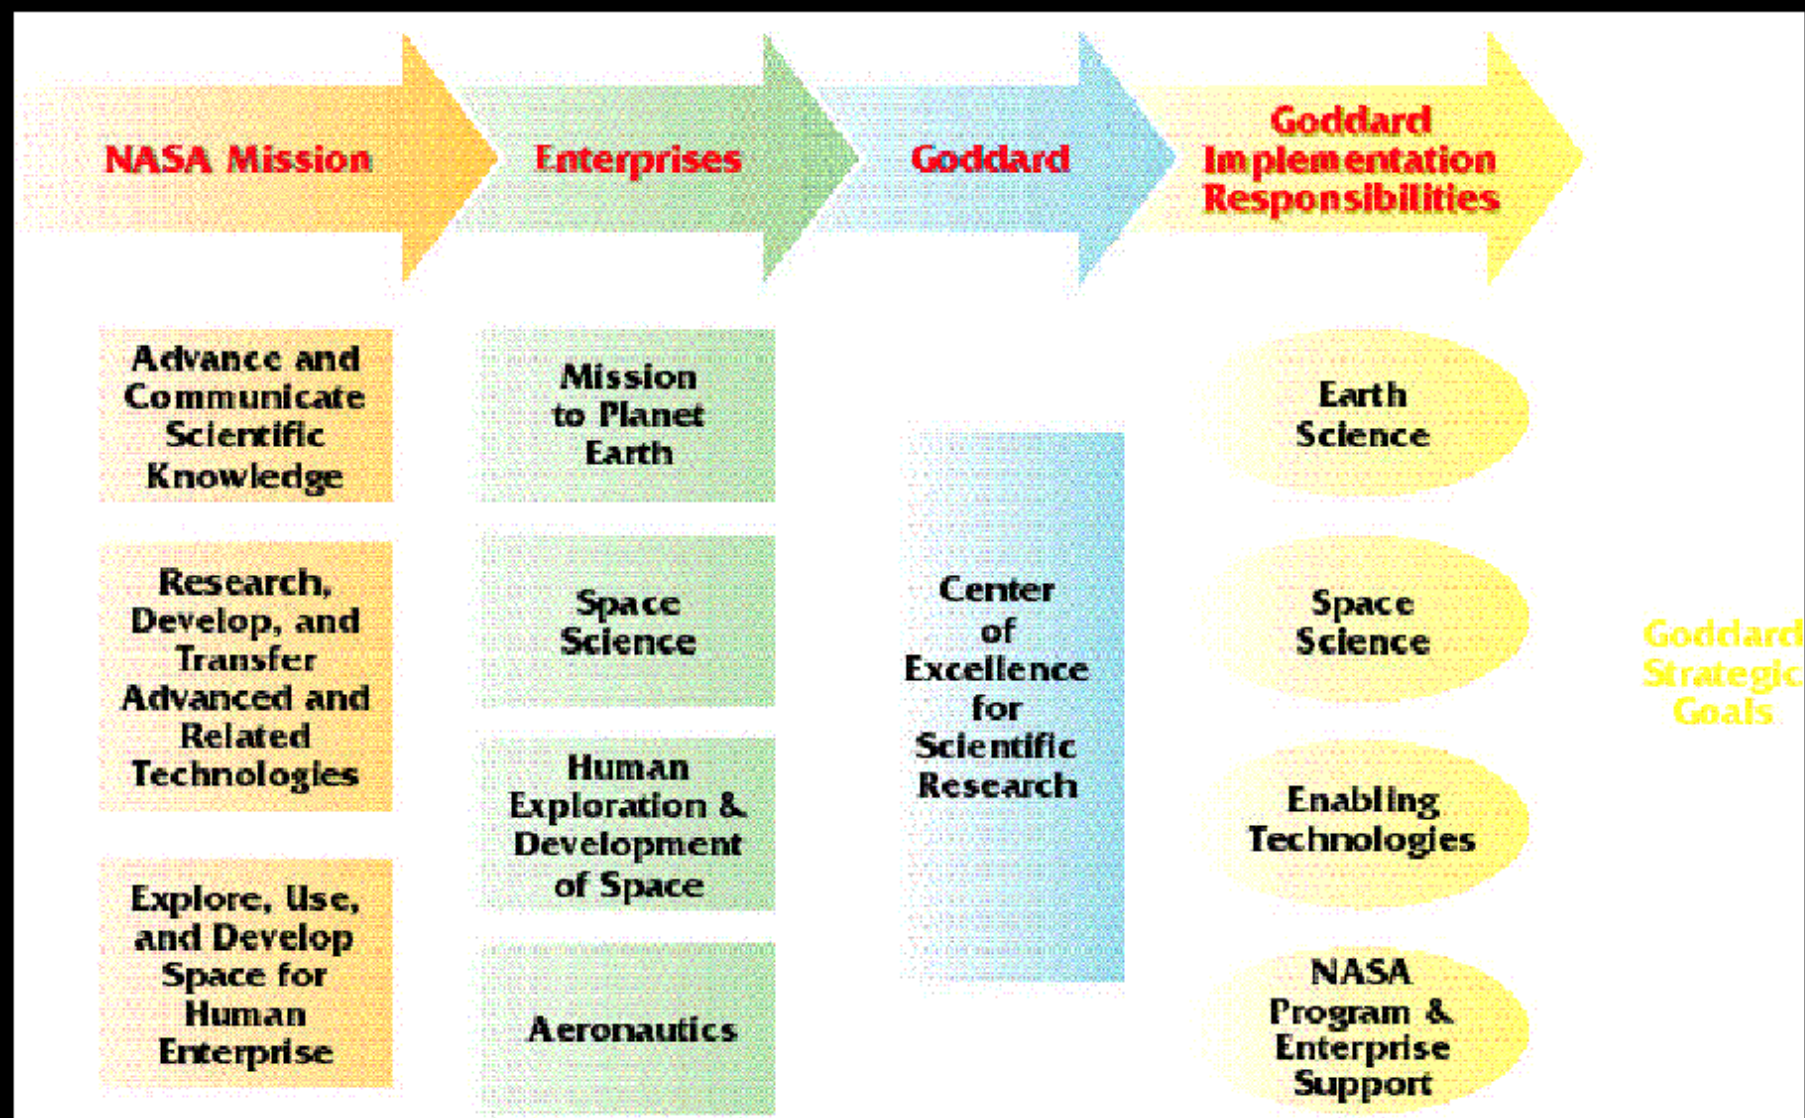 NASA Mission
Enterprises
Goddard
Goddard
Implementation
Responsibilities
Advance and
Communicate
Scientific
Knowledge
Research,
Develop, and
Transfer
Advanced and
Related
Technologies
Explore, Use,
and Develop
Space for
Human
Enterprise
Mission
to Planet
Earth
Space
Science
Human
Exploration &
Development
of Space
Aeronautics
Center
of
Excellence
for
Scientific
Research
Earth
Science
Space
Science
Enabling
Technologies
NASA
Program &
Enterprise
Support
Goddard
Strategic
Goals